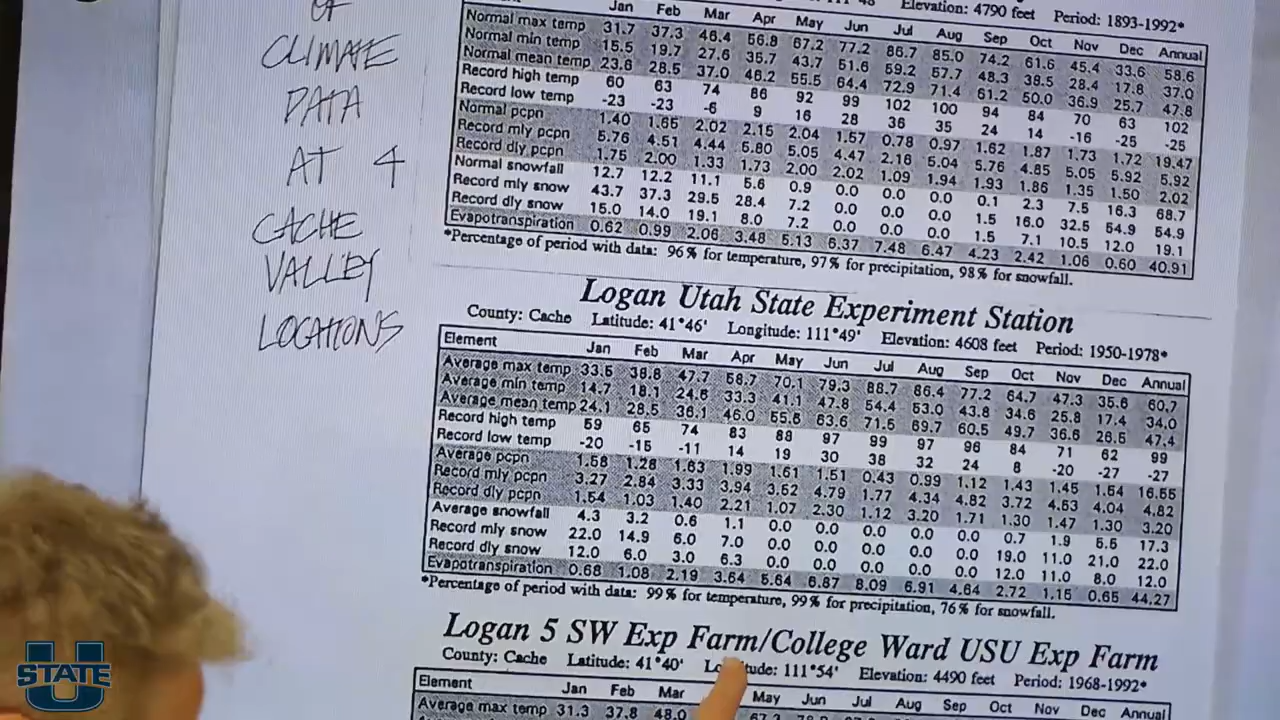 OF
CLIMATE
DATA
AT 4
CACHE
VALLEY
LOCATIONS
Elevation: 4790 feet Period: 1893-1992*
Jan Feb Mar Apr May Jun Jul Aug Sep Oct Nov Dec Annual
Normal max temp 31.7 37.3 46.4 56.8 67.2 77.2 86.7 85.0 74.2 61.6 45.4 33.6 58.6
Normal min temp 15.5 19.7 27.6 35.7 43.7 51.6 59.2 57.7 48.3 38.5 28.4 17.8 37.0
Normal mean temp 23.6 28.5 37.0 46.2 55.5 64.4 72.9 71.4 61.2 50.0 36.9 25.7 47.8
Record high temp 60 63 74 86 92 99 102 100 94 84 70 63 102
Record low temp -23 -23 -6 9 16 28 36 35 24 14 -16 -25 -25
Normal pcpn 1.40 1.65 2.02 2.15 2.04 1.57 0.78 0.97 1.62 1.87 1.73 1.72 19.47
Record mly pcpn 5.76 4.51 4.44 5.80 5.05 4.47 2.16 5.04 5.76 4.85 5.05 5.92 5.92
Record dly pcpn 1.75 2.00 1.33 1.73 2.00 2.02 1.09 1.94 1.93 1.86 1.35 1.50 2.02
Normal snowfall 12.7 12.2 11.1 5.6 0.9 0.0 0.0 0.0 0.1 2.3 7.5 16.3 68.7
Record mly snow 43.7 37.3 29.5 28.4 7.2 0.0 0.0 0.0 1.5 16.0 32.5 54.9 54.9
Record dly snow 15.0 14.0 19.1 8.0 7.2 0.0 0.0 0.0 1.5 7.1 10.5 12.0 19.1
Evapotranspiration 0.62 0.99 2.06 3.48 5.13 6.37 7.48 6.47 4.23 2.42 1.06 0.60 40.91
*Percentage of period with data: 96% for temperature, 97% for precipitation, 98% for snowfall.
Logan Utah State Experiment Station
County: Cache Latitude: 41°46' Longitude: 111°49' Elevation: 4608 feet Period: 1950-1978*
Element Jan Feb Mar Apr May Jun Jul Aug Sep Oct Nov Dec Annual
Average max temp 33.5 38.8 47.7 58.7 70.1 79.3 88.7 86.4 77.2 64.7 47.3 35.6 60.7
Average min temp 14.7 18.1 24.6 33.3 41.1 47.8 54.4 53.0 43.8 34.6 25.8 17.4 34.0
Average mean temp 24.1 28.5 36.1 46.0 55.6 63.6 71.5 69.7 60.5 49.7 36.6 26.5 47.4
Record high temp 59 65 74 83 88 97 99 97 96 84 71 62 99
Record low temp -20 -15 -11 14 19 30 38 32 24 8 -20 -27 -27
Average pcpn 1.58 1.28 1.63 1.99 1.61 1.51 0.43 0.99 1.12 1.43 1.45 1.54 16.55
Record mly pcpn 3.27 2.84 3.33 3.94 3.52 4.79 1.77 4.34 4.82 3.72 4.53 4.04 4.82
Record dly pcpn 1.54 1.03 1.40 2.21 1.07 2.30 1.12 3.20 1.71 1.30 1.47 1.30 3.20
Average snowfall 4.3 3.2 0.6 1.1 0.0 0.0 0.0 0.0 0.0 0.7 1.9 5.6 17.3
Record mly snow 22.0 14.9 6.0 7.0 0.0 0.0 0.0 0.0 0.0 19.0 11.0 21.0 22.0
Record dly snow 12.0 6.0 3.0 6.3 0.0 0.0 0.0 0.0 0.0 12.0 11.0 8.0 12.0
Evapotranspiration 0.68 1.08 2.19 3.64 5.64 6.87 8.09 6.91 4.64 2.72 1.15 0.65 44.27
*Percentage of period with data: 99% for temperature, 99% for precipitation, 76% for snowfall.
Logan 5 SW Exp Farm/College Ward USU Exp Farm
County: Cache Latitude: 41°40' 111°54' Elevation: 4490 feet Period: 1968-1992*
Element Jan Feb Mar May Jun Jul Aug Sep Oct Nov Dec Annual
Average max temp 31.3 37.8 48.0
U STATE